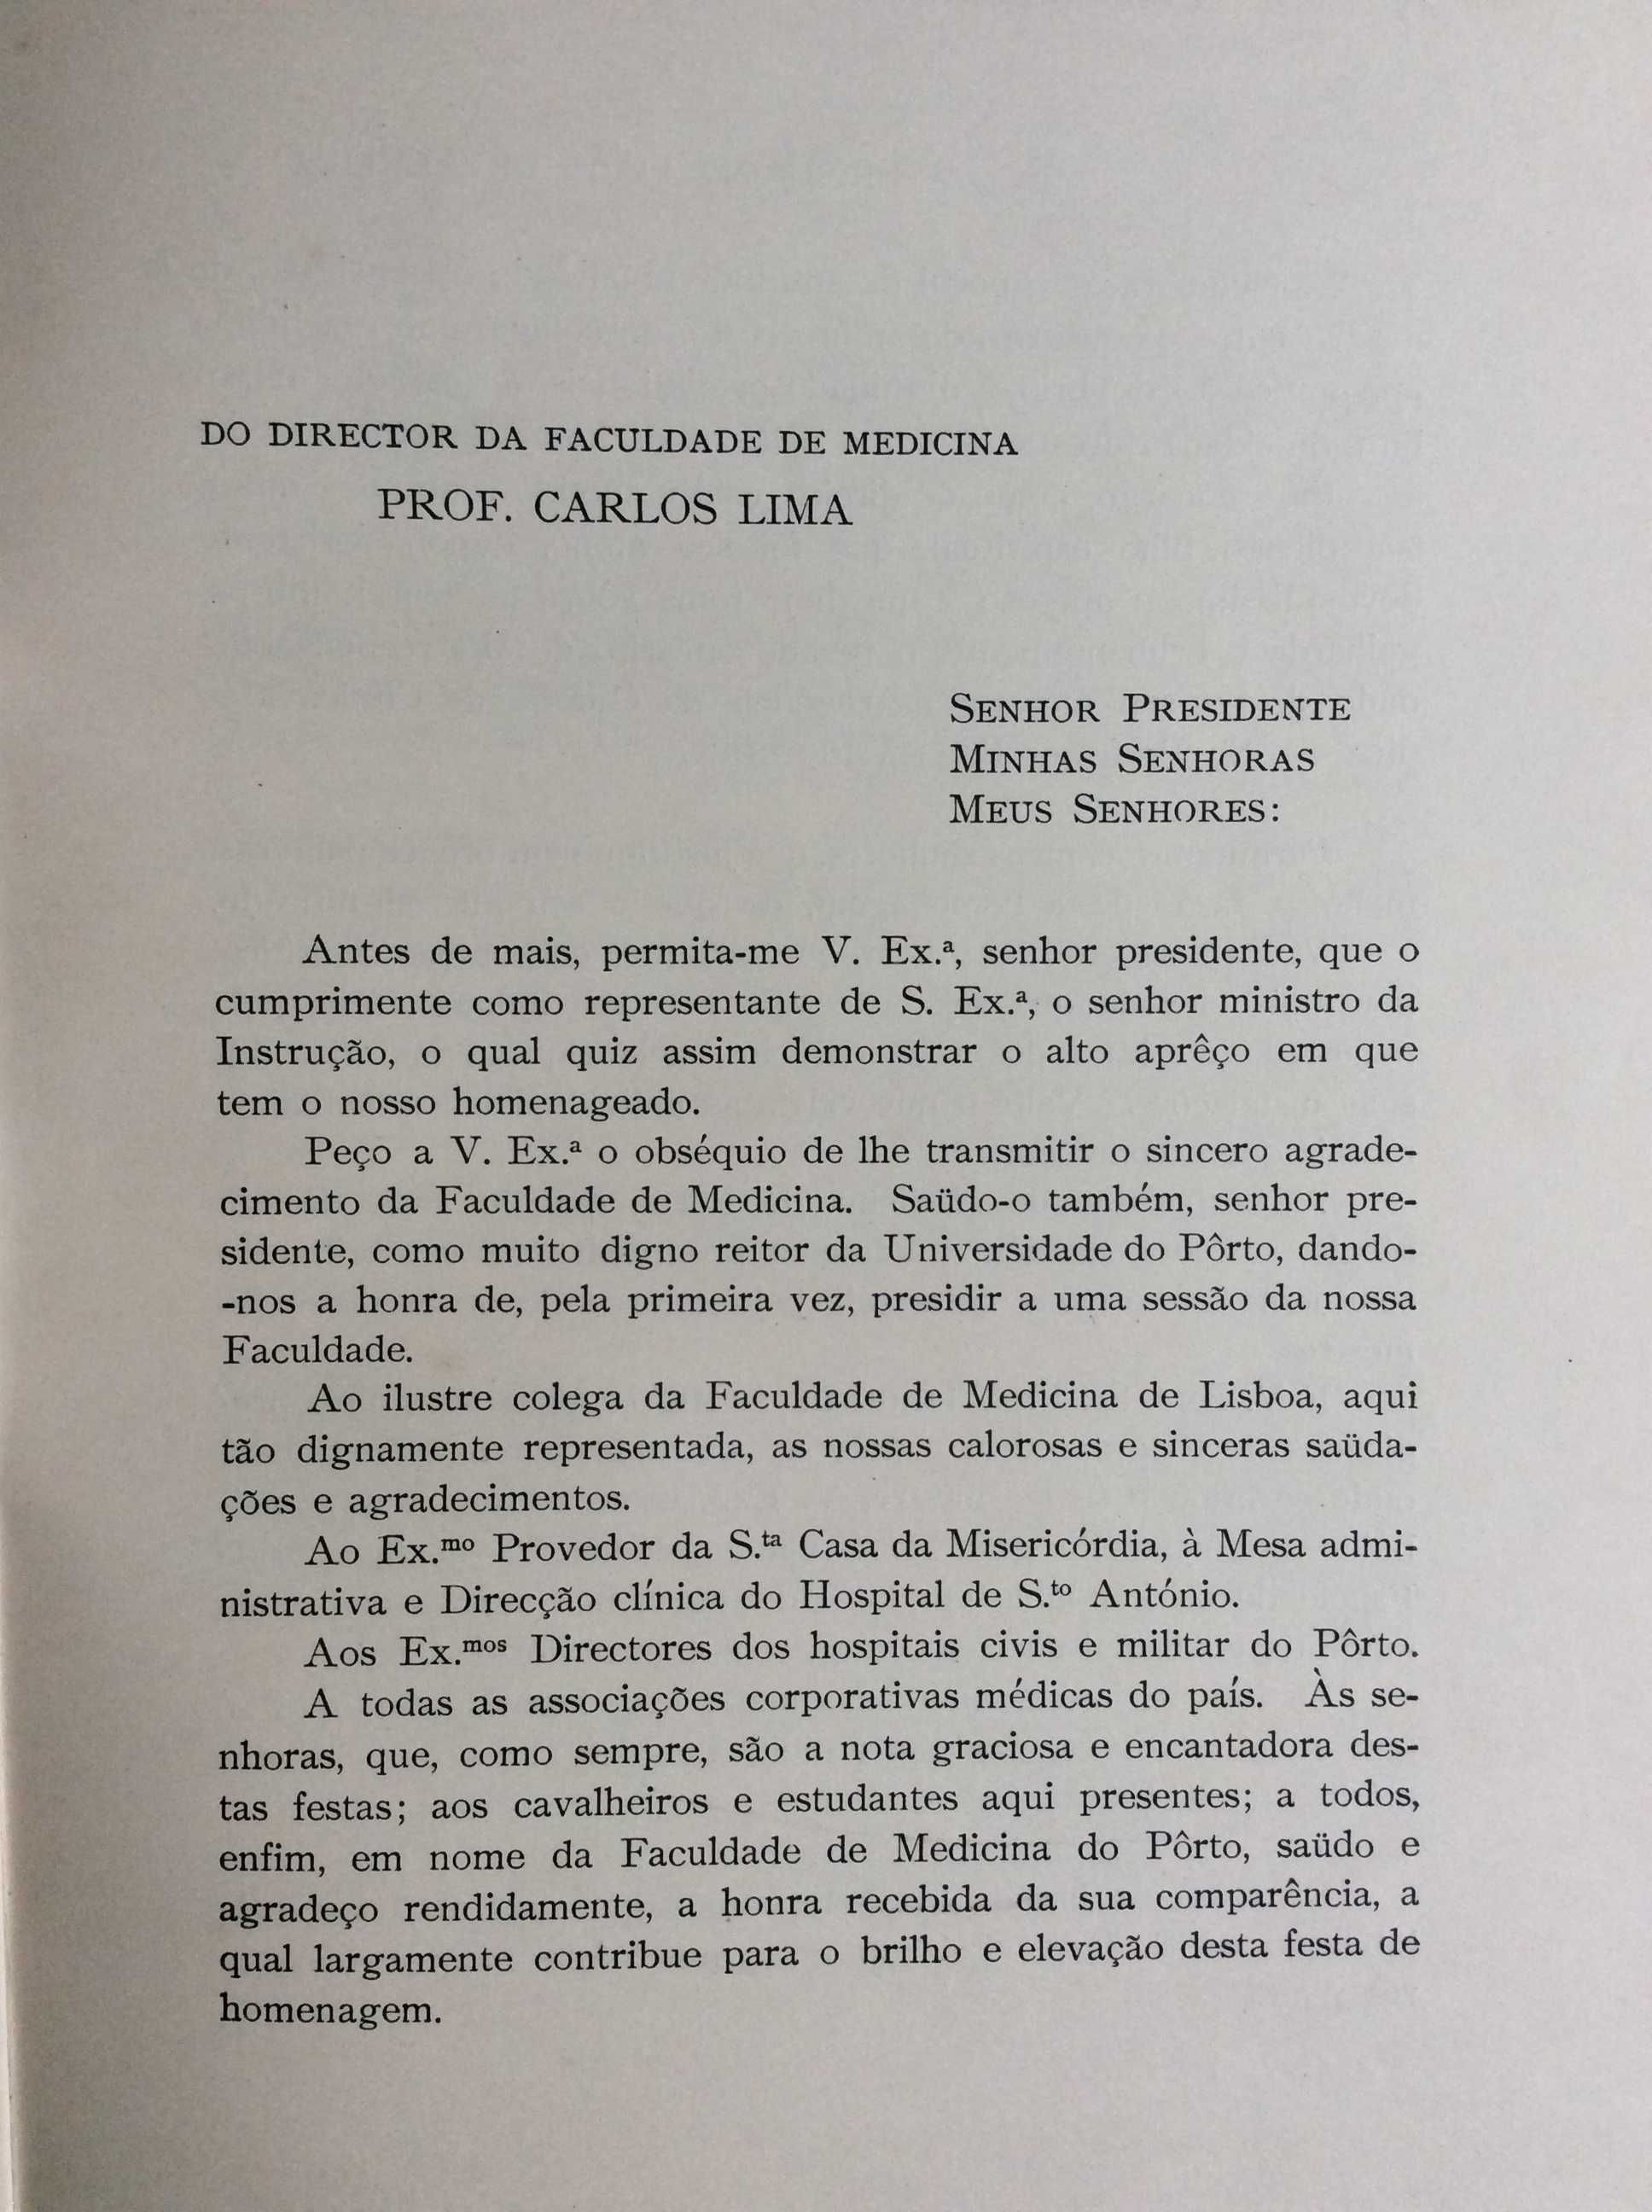 DO DIRECTOR DA FACULDADE DE MEDICINA
PROF. CARLOS LIMA
SENHOR PRESIDENTE
MINHAS SENHORAS
MEUS SENHORES:
Antes de mais, permita-me V. Ex.ª, senhor presidente, que o
cumprimente como representante de S. Ex.ª, o senhor ministro da
Instrução, o qual quiz assim demonstrar o alto aprêço em que
tem o nosso homenageado.
Peço a V. Ex.ª o obséquio de lhe transmitir o sincero agrade-
cimento da Faculdade de Medicina. Saüdo-o também, senhor pre-
sidente, como muito digno reitor da Universidade do Pôrto, dando-
-nos a honra de, pela primeira vez, presidir a uma sessão da nossa
Faculdade.
Ao ilustre colega da Faculdade de Medicina de Lisboa, aqui
tão dignamente representada, as nossas calorosas e sinceras saüda-
ções e agradecimentos.
Ao Ex.ᵐᵒ Provedor da S.ᵗᵃ Casa da Misericórdia, à Mesa admi-
nistrativa e Direcção clínica do Hospital de S.ᵗᵒ António.
Aos Ex.ᵐᵒˢ Directores dos hospitais civis e militar do Pôrto.
A todas as associações corporativas médicas do país. Às se-
nhoras, que, como sempre, são a nota graciosa e encantadora des-
tas festas; aos cavalheiros e estudantes aqui presentes; a todos,
enfim, em nome da Faculdade de Medicina do Pôrto, saüdo e
agradeço rendidamente, a honra recebida da sua comparência, a
qual largamente contribue para o brilho e elevação desta festa de
homenagem.